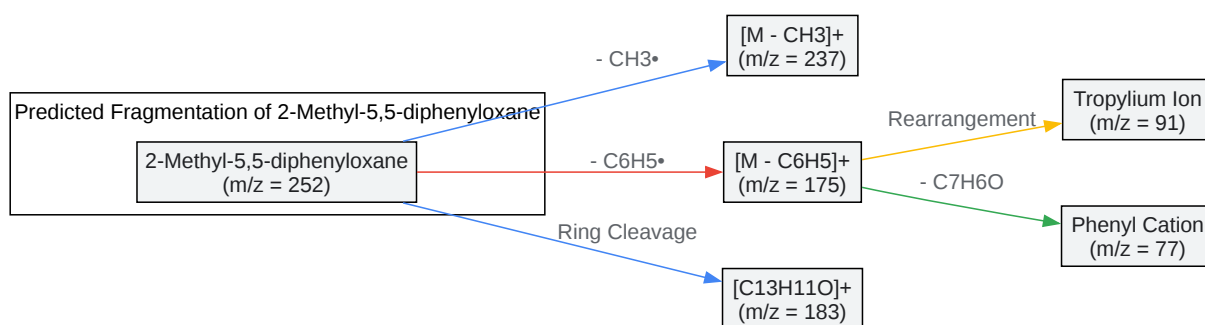 [M - CH3]+
(m/z = 237)
- CH3•
Predicted Fragmentation of 2-Methyl-5,5-diphenyloxane
2-Methyl-5,5-diphenyloxane
(m/z = 252)
- C6H5•
[M - C6H5]+
(m/z = 175)
Rearrangement
Tropylium Ion
(m/z = 91)
- C7H6O
Phenyl Cation
(m/z = 77)
Ring Cleavage
[C13H11O]+
(m/z = 183)